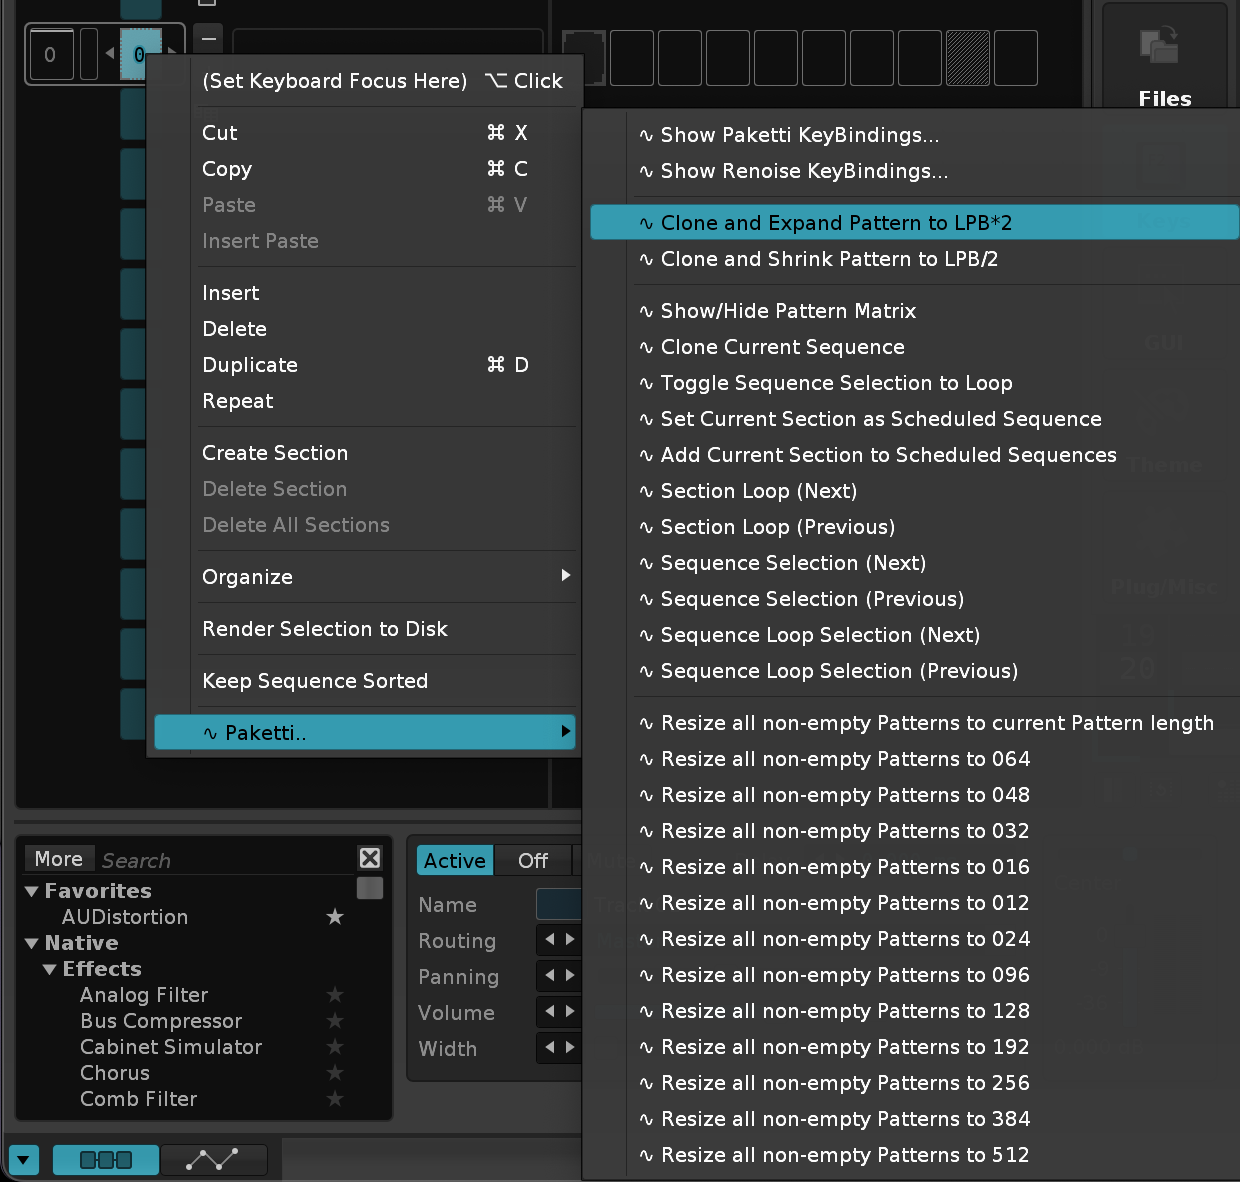 0
0
Files
(Set Keyboard Focus Here) ⌥ Click
Cut ⌘ X
Copy ⌘ C
Paste ⌘ V
Insert Paste
Insert
Delete
Duplicate ⌘ D
Repeat
Create Section
Delete Section
Delete All Sections
Organize
Render Selection to Disk
Keep Sequence Sorted
∿ Paketti..
∿ Show Paketti KeyBindings...
∿ Show Renoise KeyBindings...
∿ Clone and Expand Pattern to LPB*2
∿ Clone and Shrink Pattern to LPB/2
∿ Show/Hide Pattern Matrix
∿ Clone Current Sequence
∿ Toggle Sequence Selection to Loop
∿ Set Current Section as Scheduled Sequence
∿ Add Current Section to Scheduled Sequences
∿ Section Loop (Next)
∿ Section Loop (Previous)
∿ Sequence Selection (Next)
∿ Sequence Selection (Previous)
∿ Sequence Loop Selection (Next)
∿ Sequence Loop Selection (Previous)
∿ Resize all non-empty Patterns to current Pattern length
∿ Resize all non-empty Patterns to 064
∿ Resize all non-empty Patterns to 048
∿ Resize all non-empty Patterns to 032
∿ Resize all non-empty Patterns to 016
∿ Resize all non-empty Patterns to 012
∿ Resize all non-empty Patterns to 024
∿ Resize all non-empty Patterns to 096
∿ Resize all non-empty Patterns to 128
∿ Resize all non-empty Patterns to 192
∿ Resize all non-empty Patterns to 256
∿ Resize all non-empty Patterns to 384
∿ Resize all non-empty Patterns to 512
GUI
Theme
Plug/Misc
20
More Search
Favorites
AUDistortion
Native
Effects
Analog Filter
Bus Compressor
Cabinet Simulator
Chorus
Comb Filter
Active Off
Name
Routing
Panning
Volume
Width